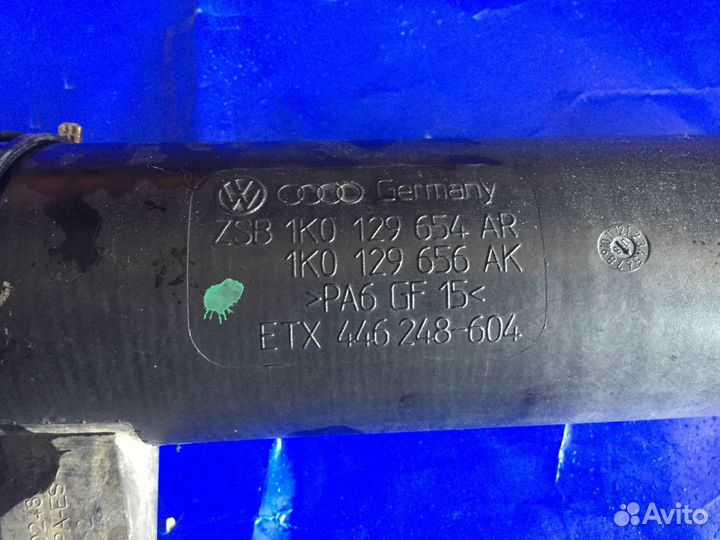 Germany
ZSB 1K0 129 654 AR
1K0 129 656 AK
>PA6 GF 15<
ETX 446 248-604
Avito